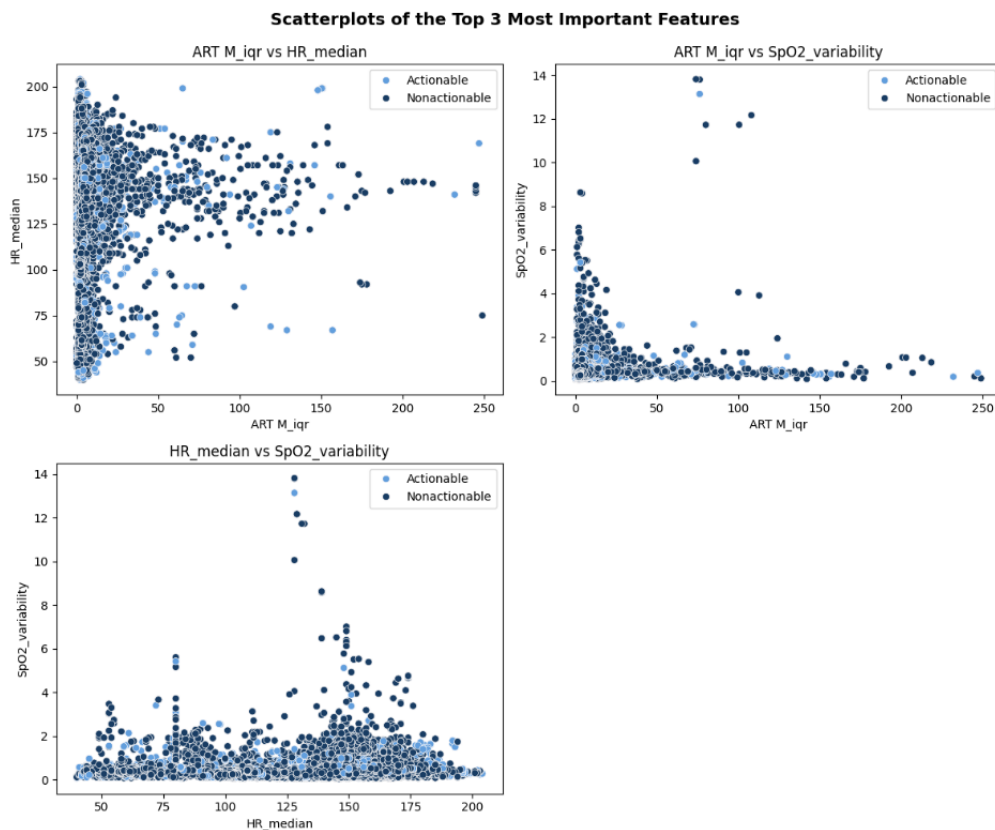 Scatterplots of the Top 3 Most Important Features
ART M_iqr vs HR_median
Actionable
Nonactionable
200
175
150
125
100
75
50
HR_median
0 50 100 150 200 250
ART M_iqr
ART M_iqr vs SpO2_variability
Actionable
Nonactionable
14
12
10
8
6
4
2
0
SpO2_variability
0 50 100 150 200 250
ART M_iqr
HR_median vs SpO2_variability
Actionable
Nonactionable
14
12
10
8
6
4
2
0
SpO2_variability
50 75 100 125 150 175 200
HR_median